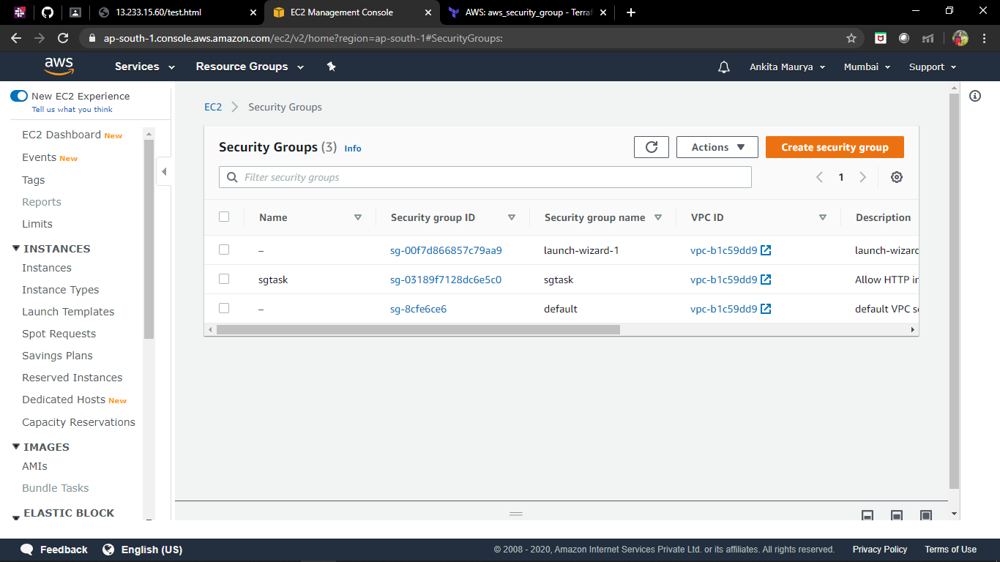 13.233.15.60/test.html
EC2 Management Console
AWS: aws_security_group - Terraf
ap-south-1.console.aws.amazon.com/ec2/v2/home?region=ap-south-1#SecurityGroups:
aws
Services
Resource Groups
Ankita Maurya
Mumbai
Support
New EC2 Experience
Tell us what you think
EC2 Dashboard New
Events New
Tags
Reports
Limits
INSTANCES
Instances
Instance Types
Launch Templates
Spot Requests
Savings Plans
Reserved Instances
Dedicated Hosts New
Capacity Reservations
IMAGES
AMIs
Bundle Tasks
ELASTIC BLOCK
EC2 > Security Groups
Security Groups (3) Info
Actions
Create security group
Filter security groups
1
Name Security group ID Security group name VPC ID Description
– sg-00f7d866857c79aa9 launch-wizard-1 vpc-b1c59dd9 launch-wizard
sgtask sg-03189f7128dc6e5c0 sgtask vpc-b1c59dd9 Allow HTTP in
– sg-8cfe6ce6 default vpc-b1c59dd9 default VPC se
Feedback
English (US)
© 2008 - 2020, Amazon Internet Services Private Ltd. or its affiliates. All rights reserved.
Privacy Policy
Terms of Use